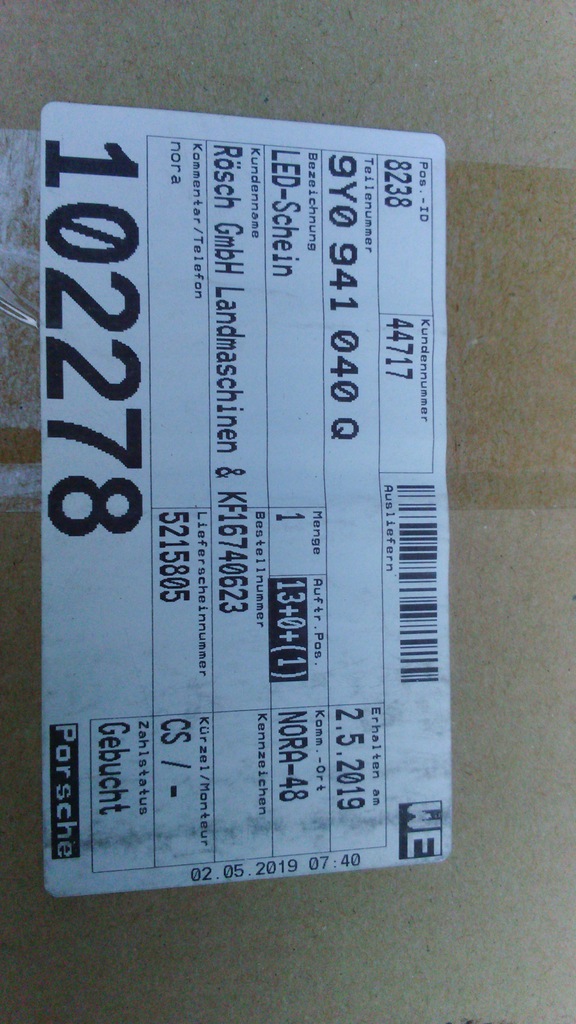 Pos.-ID
8238
Kundennummer
44717
Ausliefern
WE
Teilenummer
9Y0 941 040 Q
Erhalten am
2.5.2019
Bezeichnung
LED-Schein
Menge
1
Auftr.Pos.
13+0+(1)
Komm.-Ort
NORA-48
Kundenname
Rösch GmbH Landmaschinen & KF16740623
Bestellnummer
Kennzeichen
Kommentar/Telefon
nora
Lieferscheinnummer
5215805
Kürzel/Monteur
CS / -
Zahlstatus
Gebucht
102278
Porsche
02.05.2019 07:40